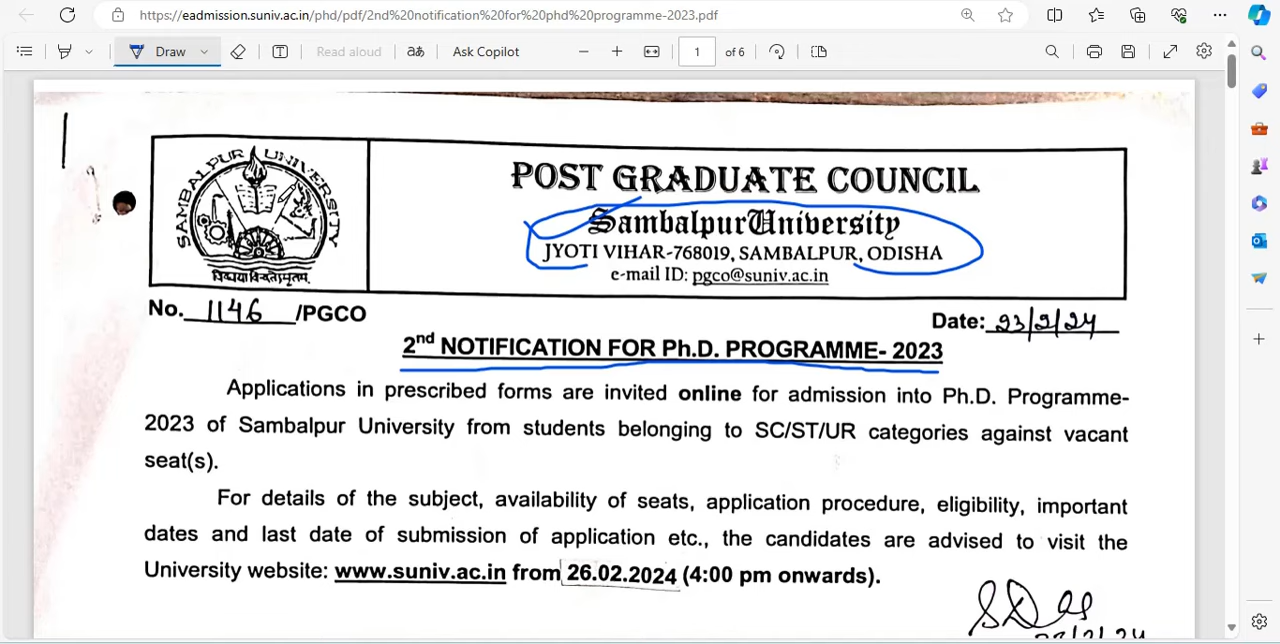 https://eadmission.suniv.ac.in/phd/pdf/2nd%20notification%20for%20phd%20programme-2023.pdf
Draw
Read aloud
aあ
Ask Copilot
1 of 6
SAMBALPUR UNIVERSITY
POST GRADUATE COUNCIL
Sambalpur University
JYOTI VIHAR-768019, SAMBALPUR, ODISHA
e-mail ID: pgco@suniv.ac.in
No. 1146 /PGCO
Date: 23/2/24
2nd NOTIFICATION FOR Ph.D. PROGRAMME- 2023
Applications in prescribed forms are invited online for admission into Ph.D. Programme-
2023 of Sambalpur University from students belonging to SC/ST/UR categories against vacant
seat(s).
For details of the subject, availability of seats, application procedure, eligibility, important
dates and last date of submission of application etc., the candidates are advised to visit the
University website: www.suniv.ac.in from 26.02.2024 (4:00 pm onwards).